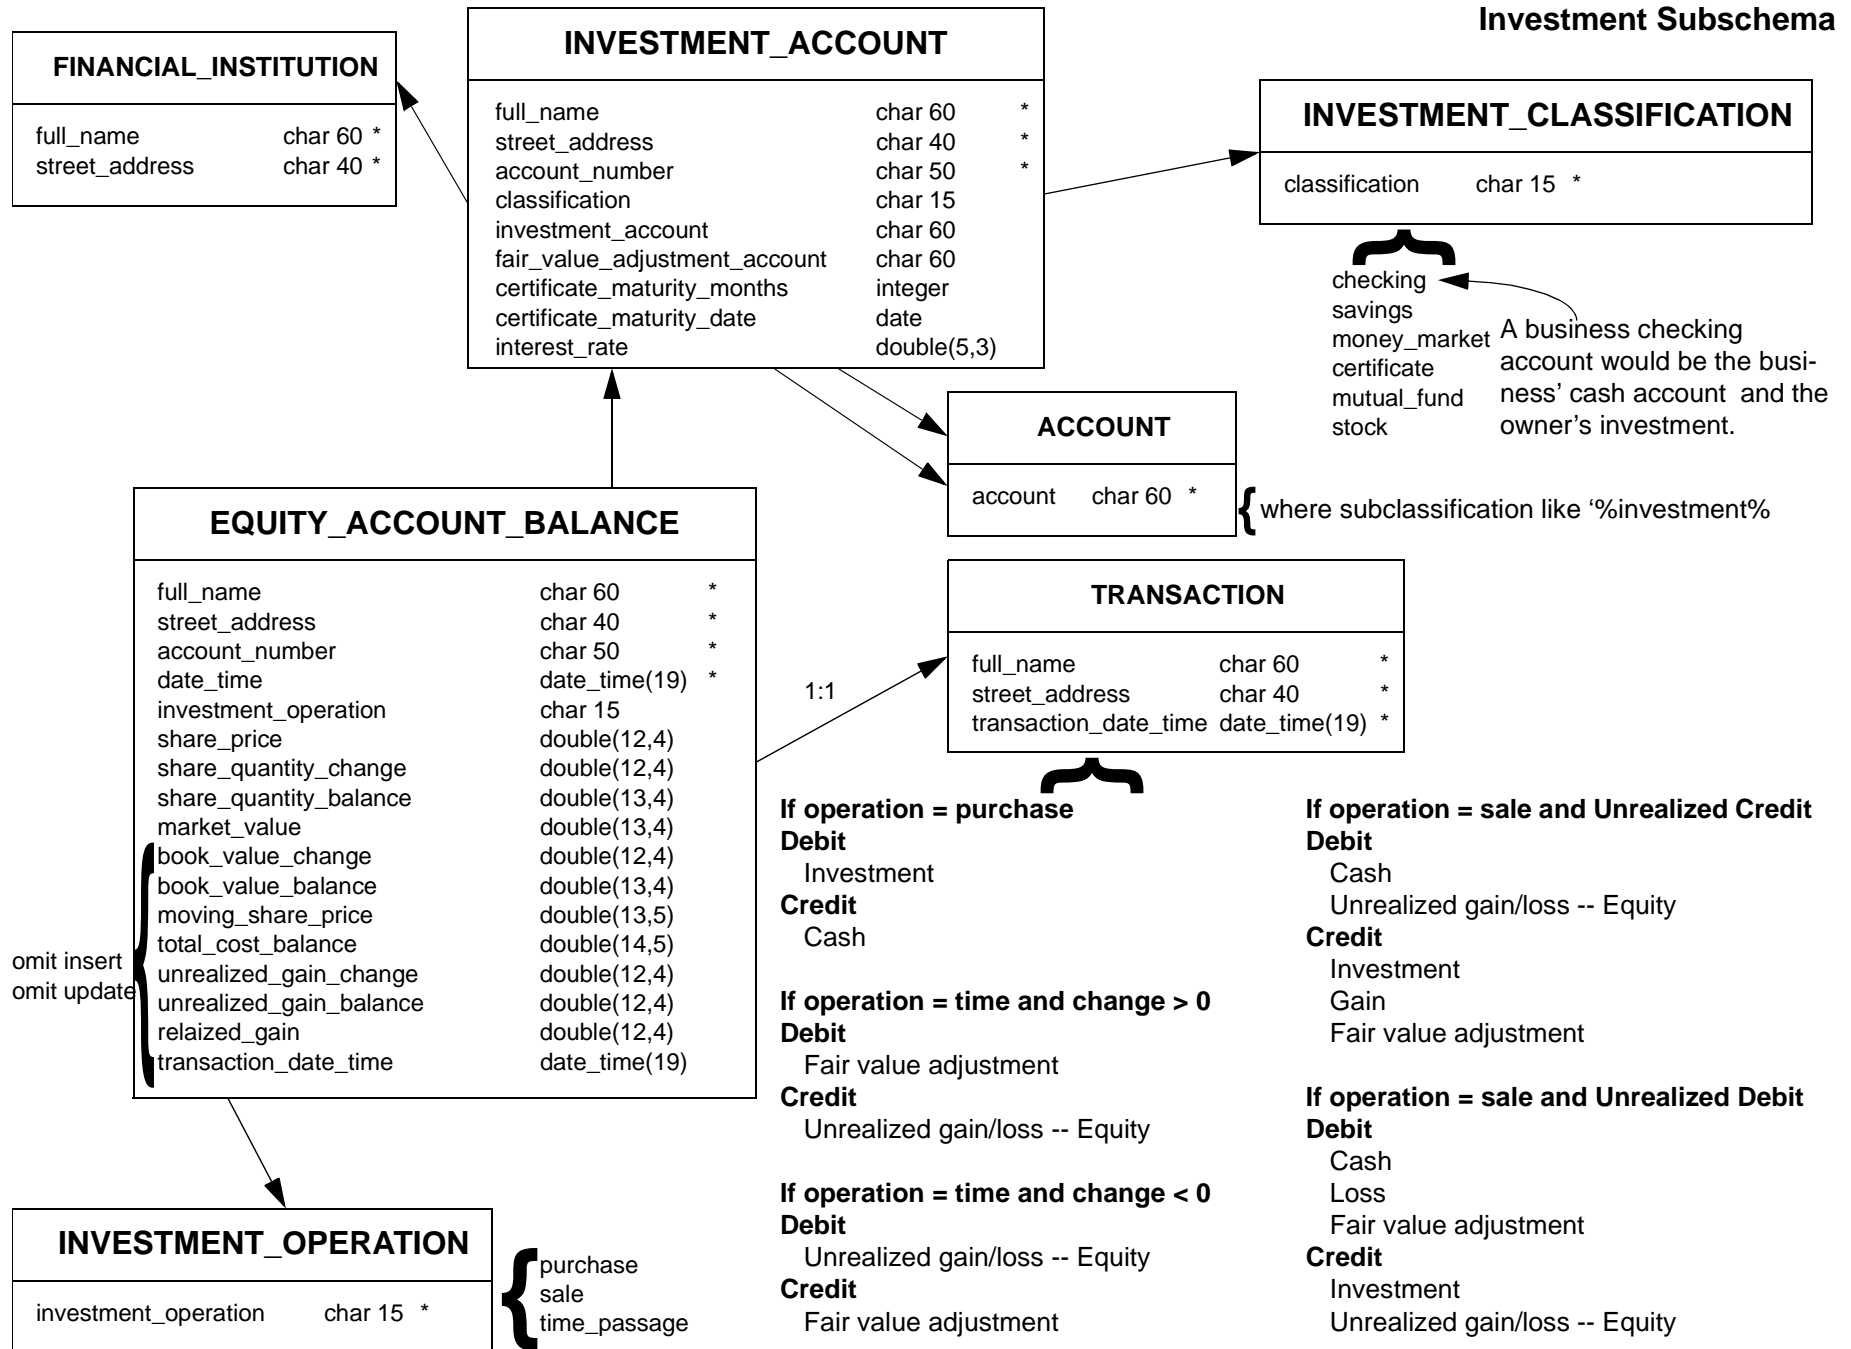 Investment Subschema
FINANCIAL_INSTITUTION
full_name char 60 *
street_address char 40 *
INVESTMENT_ACCOUNT
full_name char 60 *
street_address char 40 *
account_number char 50 *
classification char 15
investment_account char 60
fair_value_adjustment_account char 60
certificate_maturity_months integer
certificate_maturity_date date
interest_rate double(5,3)
INVESTMENT_CLASSIFICATION
classification char 15 *
checking
savings
money_market
certificate
mutual_fund
stock
A business checking
account would be the busi-
ness’ cash account and the
owner’s investment.
ACCOUNT
account char 60 *
where subclassification like ‘%investment%
EQUITY_ACCOUNT_BALANCE
full_name char 60 *
street_address char 40 *
account_number char 50 *
date_time date_time(19) *
investment_operation char 15
share_price double(12,4)
share_quantity_change double(12,4)
share_quantity_balance double(13,4)
market_value double(13,4)
book_value_change double(12,4)
book_value_balance double(13,4)
moving_share_price double(13,5)
total_cost_balance double(14,5)
unrealized_gain_change double(12,4)
unrealized_gain_balance double(12,4)
relaized_gain double(12,4)
transaction_date_time date_time(19)
omit insert
omit update
1:1
TRANSACTION
full_name char 60 *
street_address char 40 *
transaction_date_time date_time(19) *
If operation = purchase
Debit
Investment
Credit
Cash
If operation = time and change > 0
Debit
Fair value adjustment
Credit
Unrealized gain/loss -- Equity
If operation = time and change < 0
Debit
Unrealized gain/loss -- Equity
Credit
Fair value adjustment
If operation = sale and Unrealized Credit
Debit
Cash
Unrealized gain/loss -- Equity
Credit
Investment
Gain
Fair value adjustment
If operation = sale and Unrealized Debit
Debit
Cash
Loss
Fair value adjustment
Credit
Investment
Unrealized gain/loss -- Equity
INVESTMENT_OPERATION
investment_operation char 15 *
purchase
sale
time_passage